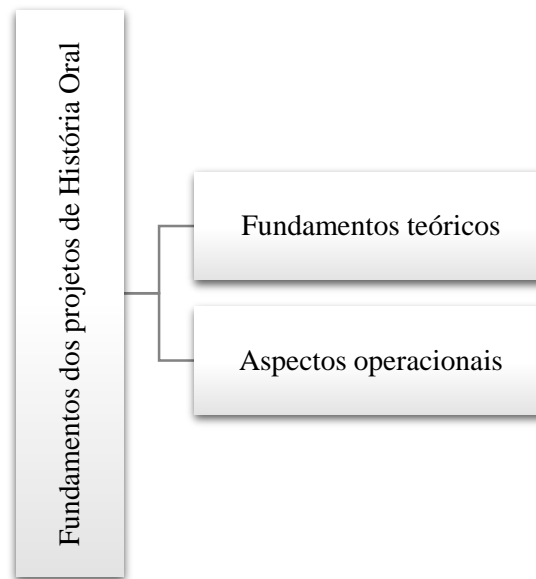 Fundamentos dos projetos de História Oral
Fundamentos teóricos
Aspectos operacionais